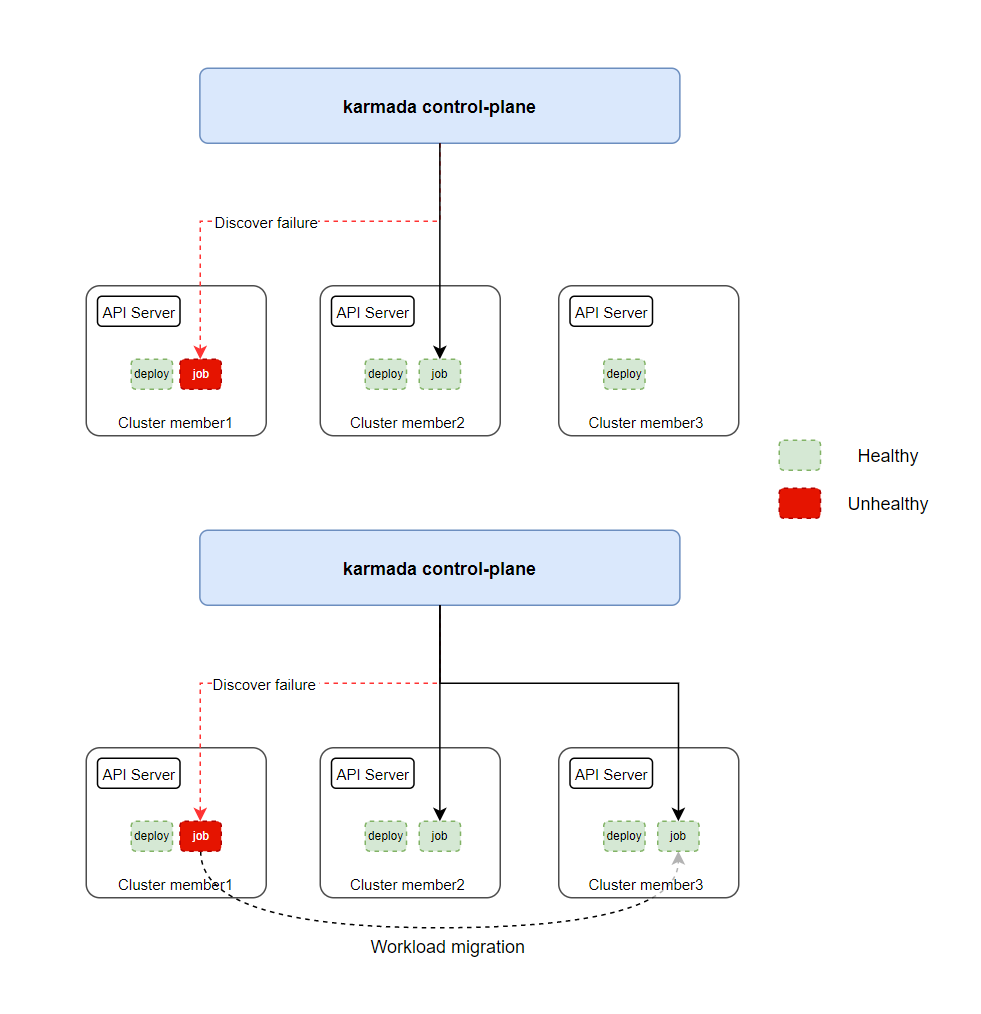 karmada control-plane
Discover failure
API Server
API Server
API Server
deploy
job
deploy
job
deploy
Cluster member1
Cluster member2
Cluster member3
Healthy
Unhealthy
karmada control-plane
Discover failure
API Server
API Server
API Server
deploy
job
deploy
job
deploy
job
Cluster member1
Cluster member2
Cluster member3
Workload migration